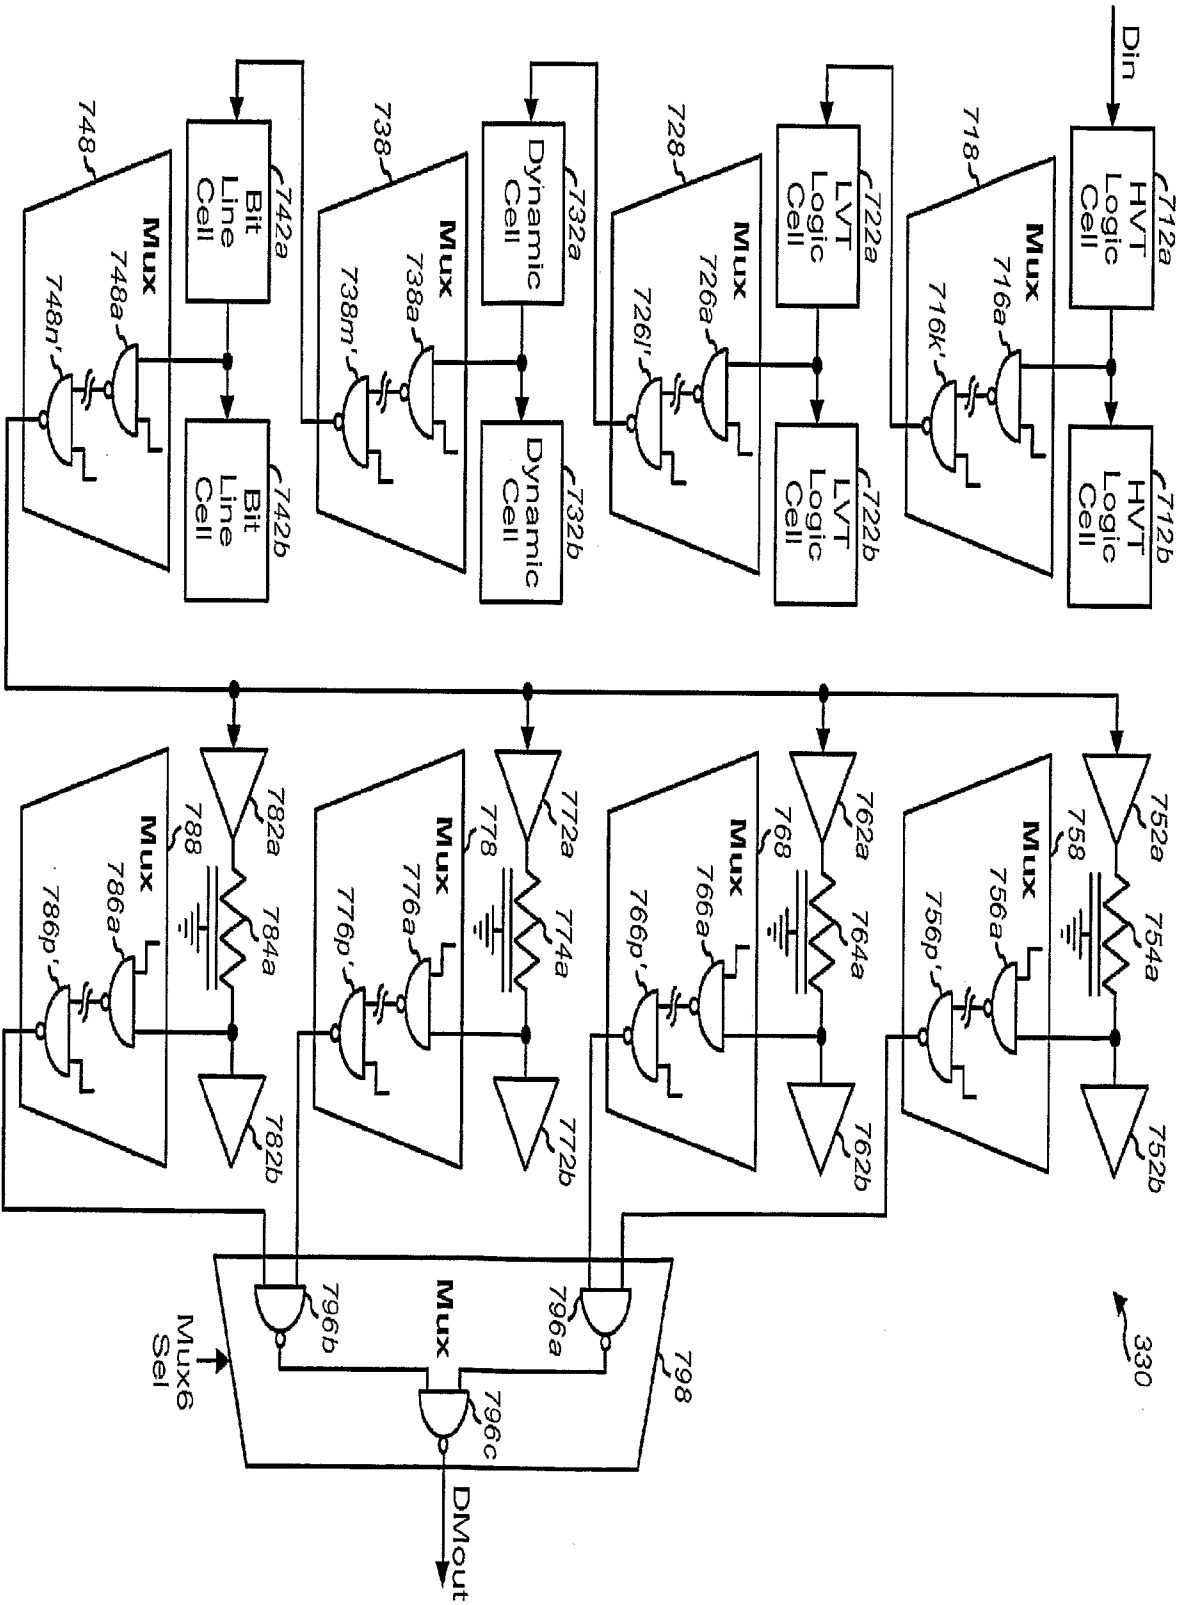 Din
712a
HVT
Logic
Cell
712b
HVT
Logic
Cell
718
Mux
716a
716k'
722a
LVT
Logic
Cell
722b
LVT
Logic
Cell
728
Mux
726a
726l'
732a
Dynamic
Cell
732b
Dynamic
Cell
738
Mux
738a
738m'
742a
Bit
Line
Cell
742b
Bit
Line
Cell
748
Mux
748a
748n'
752a
754a
752b
758
Mux
756a
756p'
762a
764a
762b
768
Mux
766a
766p'
772a
774a
772b
778
Mux
776a
776p'
782a
784a
782b
788
Mux
786a
786p'
330
798
796a
Mux
796b
796c
Mux6
Sel
DMout